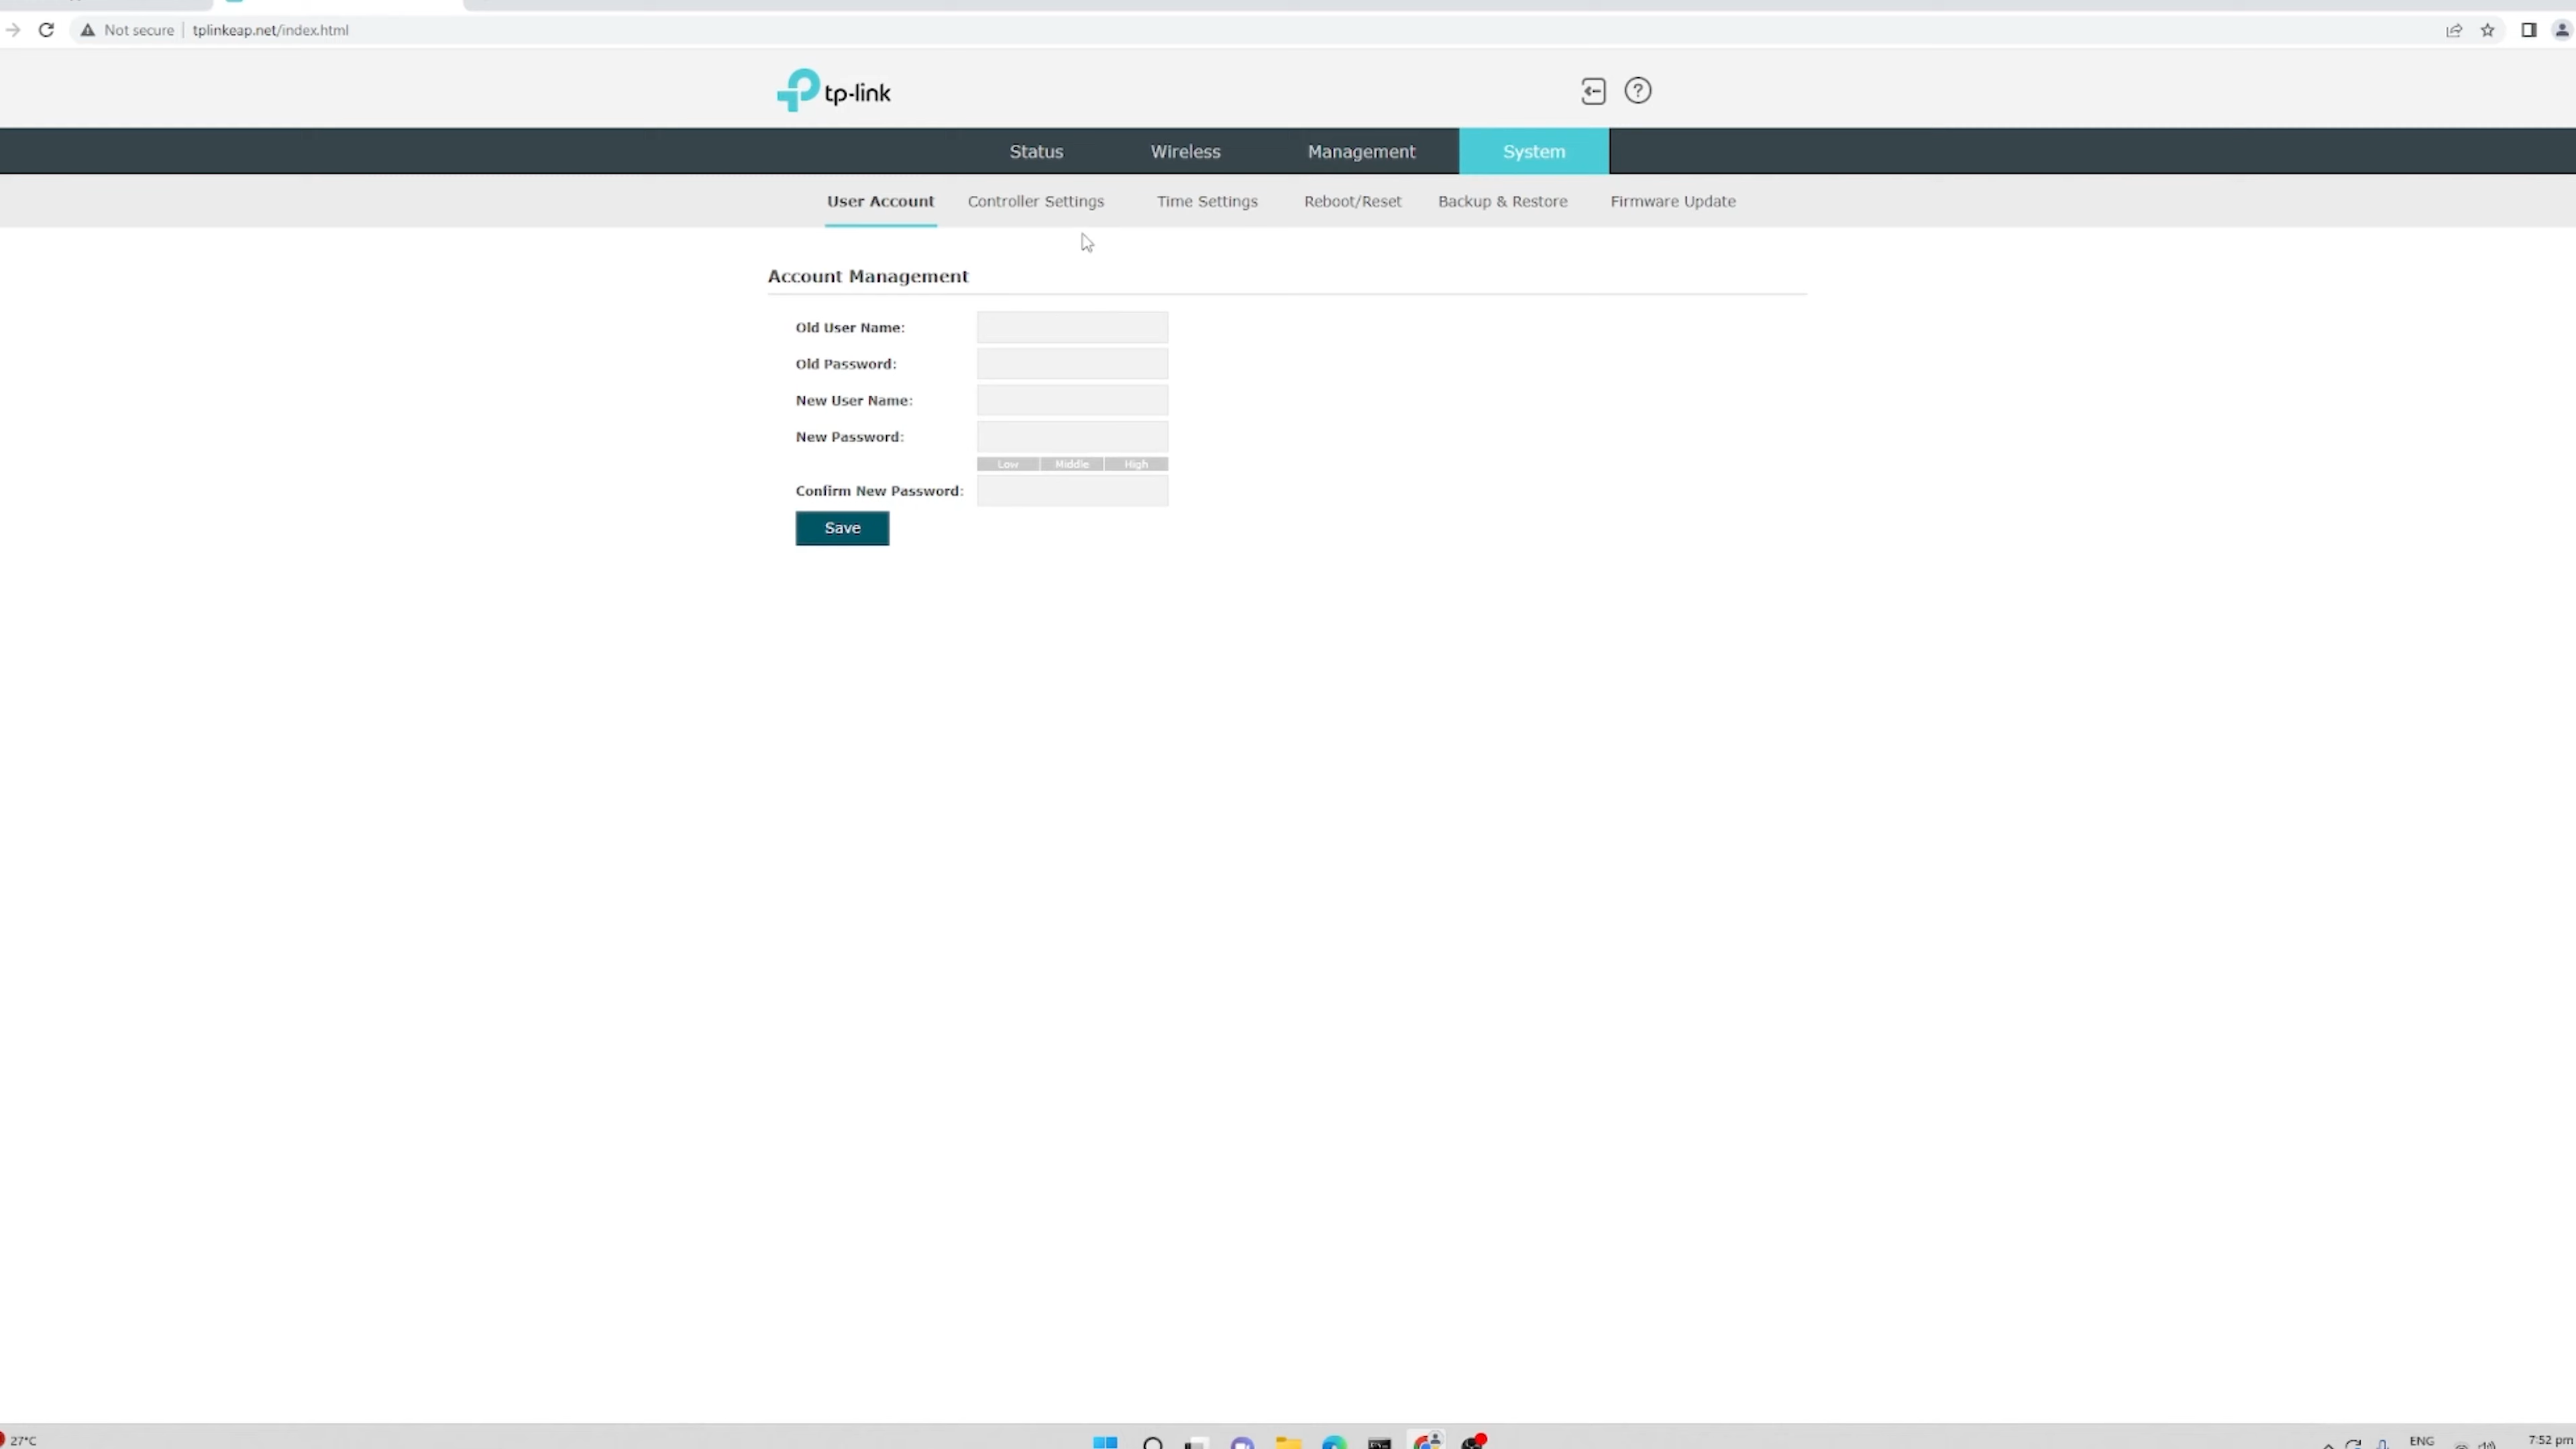 Not secure | tplinkeap.net/index.html
tp-link
Status Wireless Management System
User Account Controller Settings Time Settings Reboot/Reset Backup & Restore Firmware Update
Account Management
Old User Name:
Old Password:
New User Name:
New Password:
Low Middle High
Confirm New Password:
Save
27°C
ENG
7:52 pm